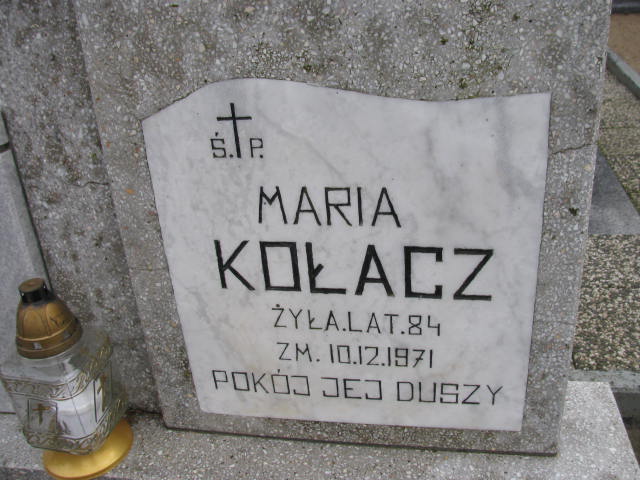 Ś.P.
MARIA
KOŁACZ
ŻYŁA.LAT.84
ZM. 10.12.1971
POKÓJ JEJ DUSZY